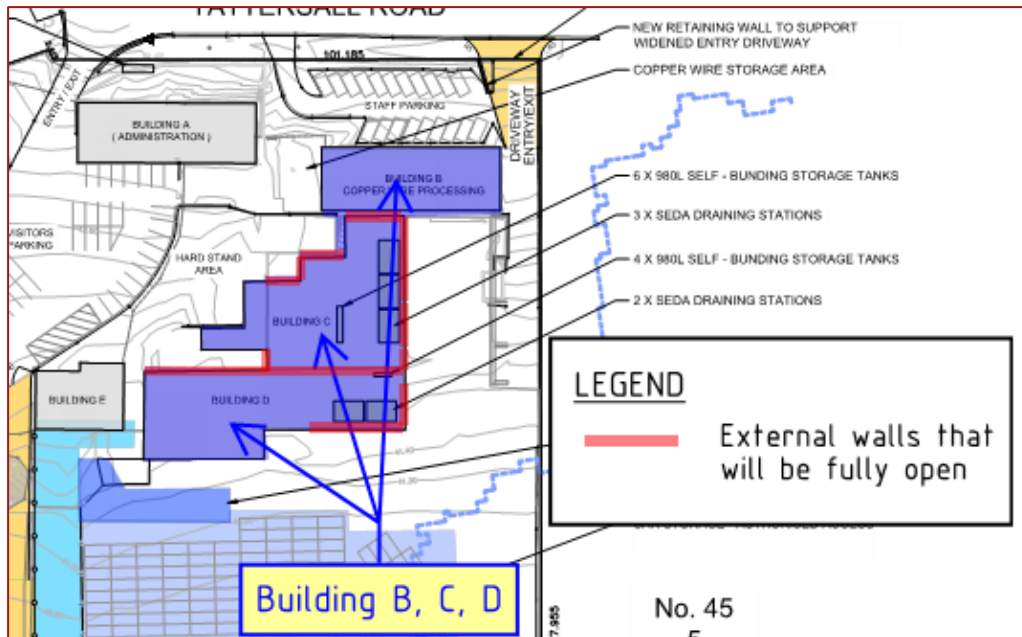 TATTERSALL ROAD
NEW RETAINING WALL TO SUPPORT
WIDENED ENTRY DRIVEWAY
101.185
COPPER WIRE STORAGE AREA
ENTRY / EXIT
STAFF PARKING
BUILDING A
( ADMINISTRATION )
DRIVEWAY
ENTRY/EXIT
BUILDING B
COPPER WIRE PROCESSING
6 X 980L SELF - BUNDING STORAGE TANKS
3 X SEDA DRAINING STATIONS
VISITORS
PARKING
HARD STAND
AREA
4 X 980L SELF - BUNDING STORAGE TANKS
2 X SEDA DRAINING STATIONS
BUILDING C
BUILDING E
BUILDING D
LEGEND
External walls that
will be fully open
Building B, C, D
No. 45
5
7.955